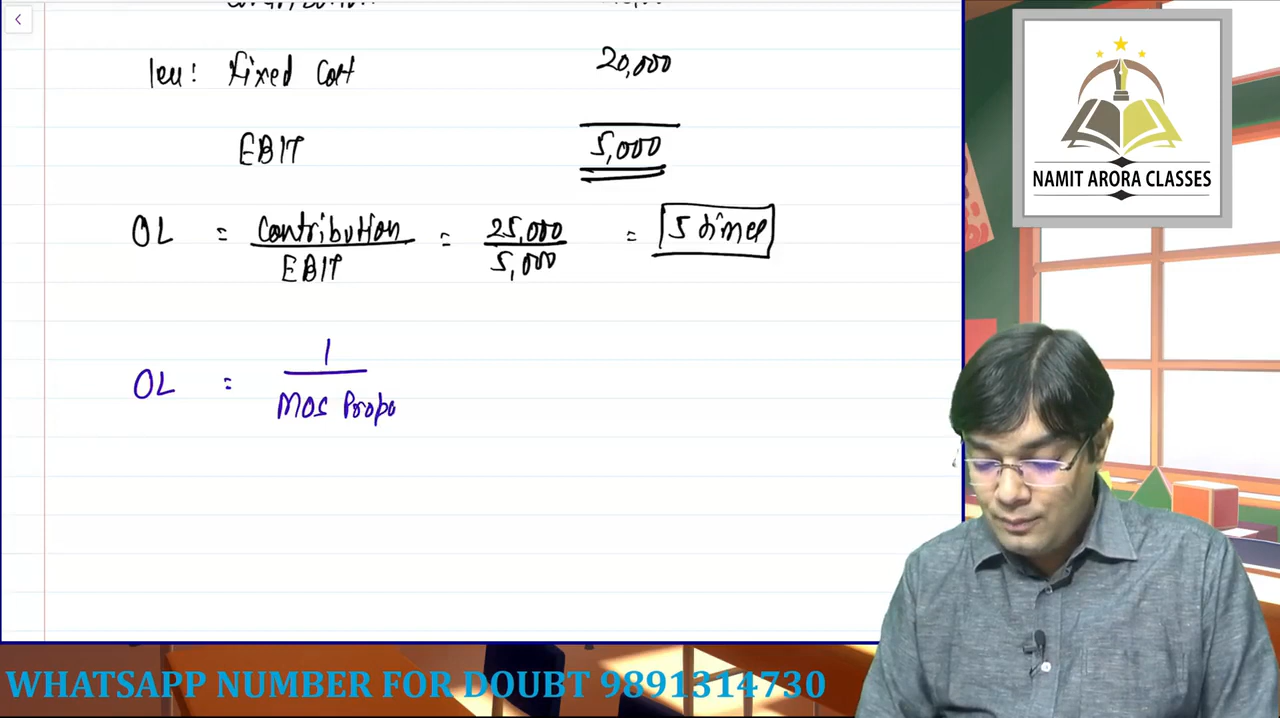 less: Fixed Cost 20,000
EBIT 5,000
OL = Contribution / EBIT = 25,000 / 5,000 = 5 times
OL = 1 / MOS Propo
NAMIT ARORA CLASSES
WHATSAPP NUMBER FOR DOUBT 9891314730